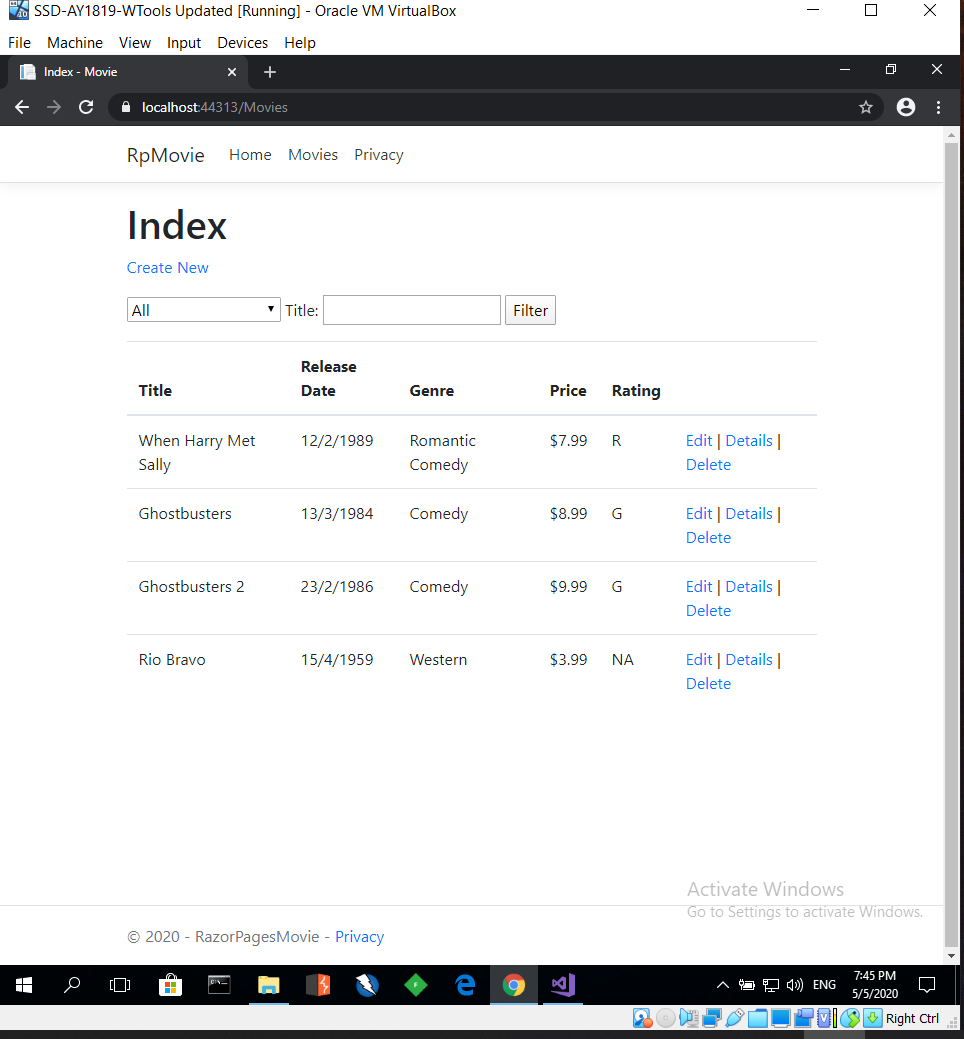 SSD-AY1819-WTools Updated [Running] - Oracle VM VirtualBox
File Machine View Input Devices Help
Index - Movie
localhost:44313/Movies
RpMovie Home Movies Privacy
Index
Create New
All Title: Filter
Release
Title Date Genre Price Rating
When Harry Met 12/2/1989 Romantic $7.99 R Edit | Details |
Sally Comedy Delete
Ghostbusters 13/3/1984 Comedy $8.99 G Edit | Details |
Delete
Ghostbusters 2 23/2/1986 Comedy $9.99 G Edit | Details |
Delete
Rio Bravo 15/4/1959 Western $3.99 NA Edit | Details |
Delete
Activate Windows
Go to Settings to activate Windows.
© 2020 - RazorPagesMovie - Privacy
7:45 PM
ENG
5/5/2020
Right Ctrl